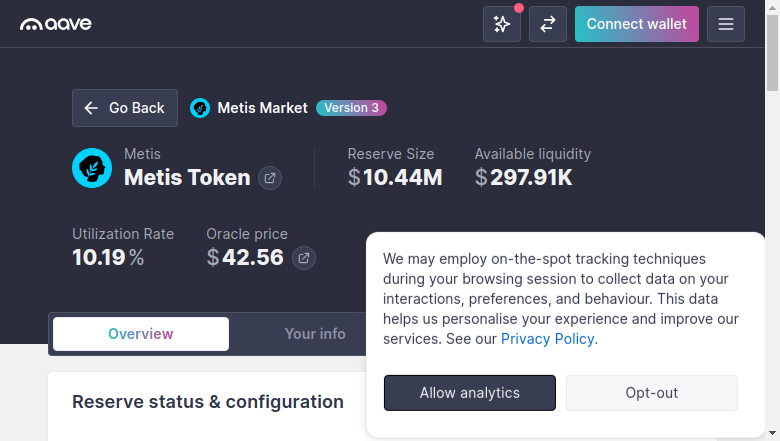 aave
Connect wallet
Go Back
Metis Market
Version 3
Metis
Metis Token
Reserve Size
$10.44M
Available liquidity
$297.91K
Utilization Rate
10.19%
Oracle price
$42.56
We may employ on-the-spot tracking techniques
during your browsing session to collect data on your
interactions, preferences, and behaviour. This data
helps us personalise your experience and improve our
services. See our Privacy Policy.
Allow analytics
Opt-out
Overview
Your info
Reserve status & configuration